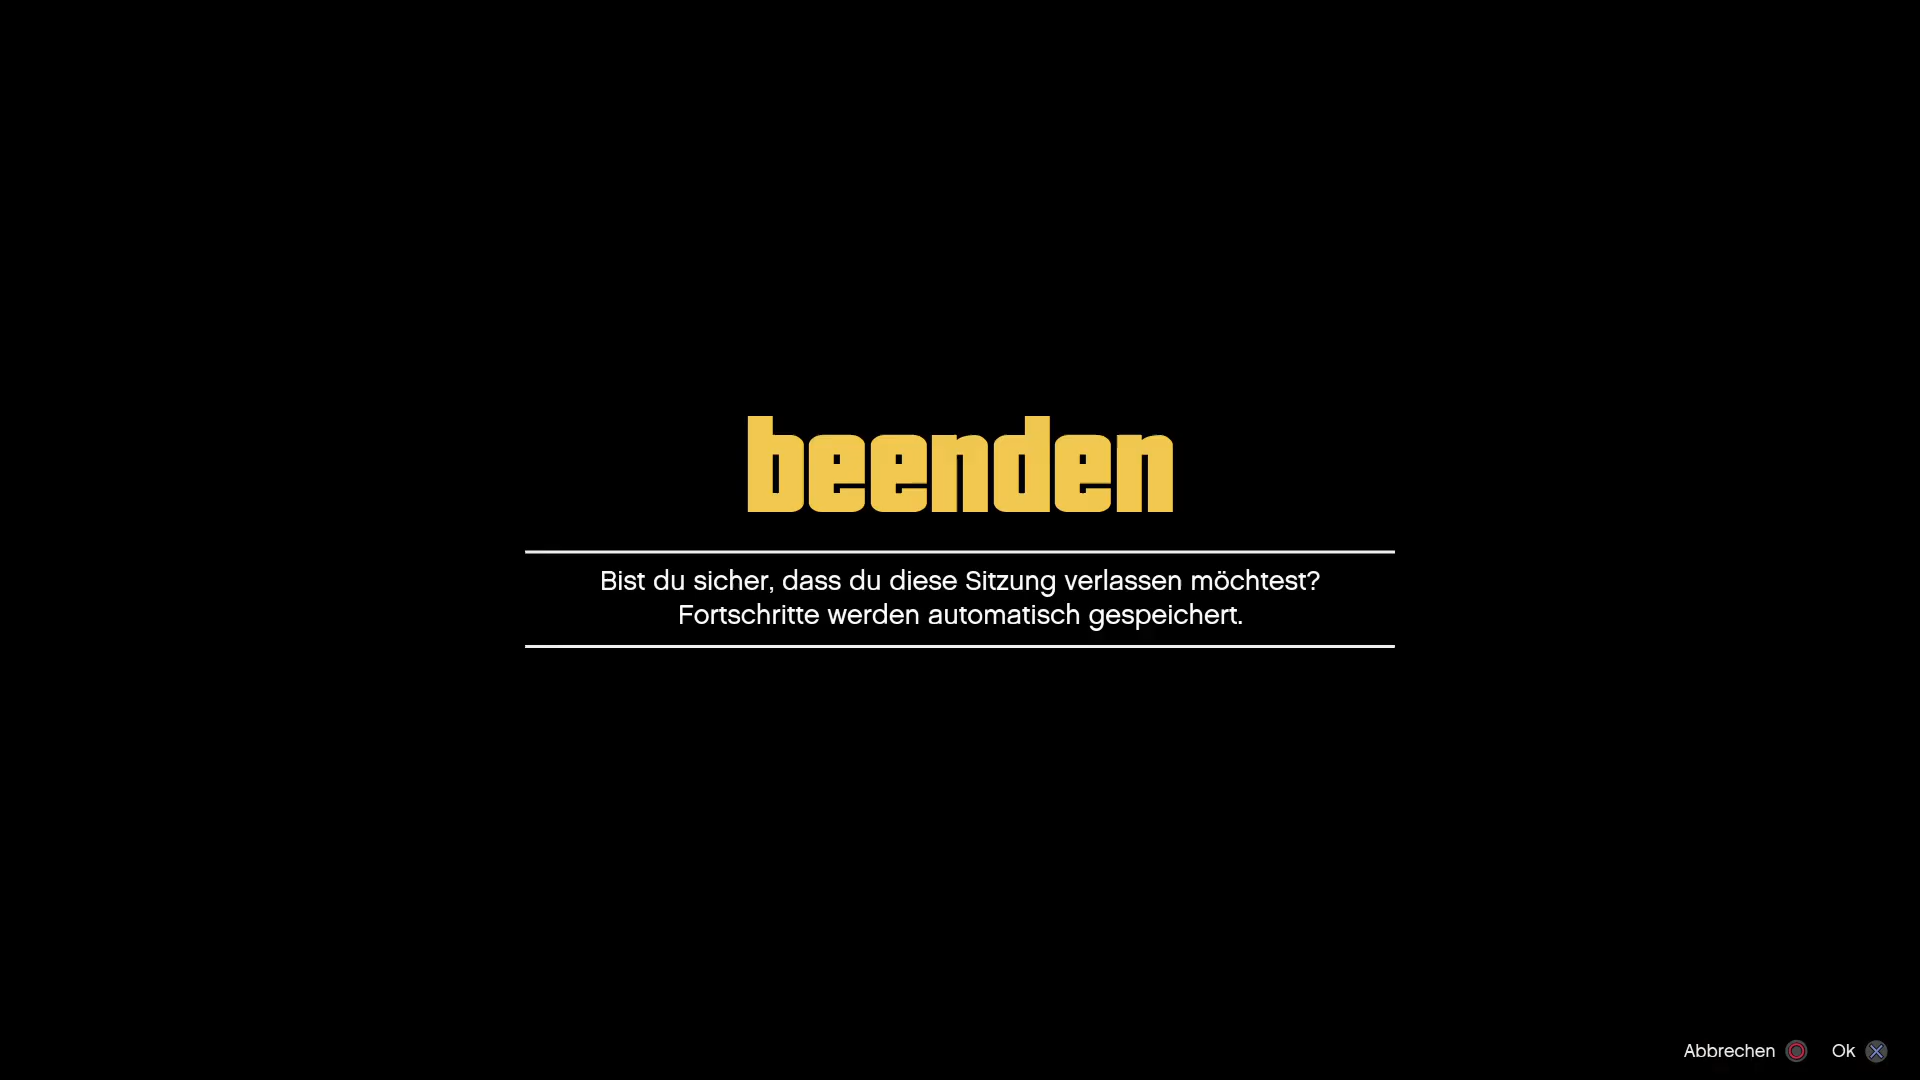 beenden
Bist du sicher, dass du diese Sitzung verlassen möchtest?
Fortschritte werden automatisch gespeichert.
Abbrechen Ok